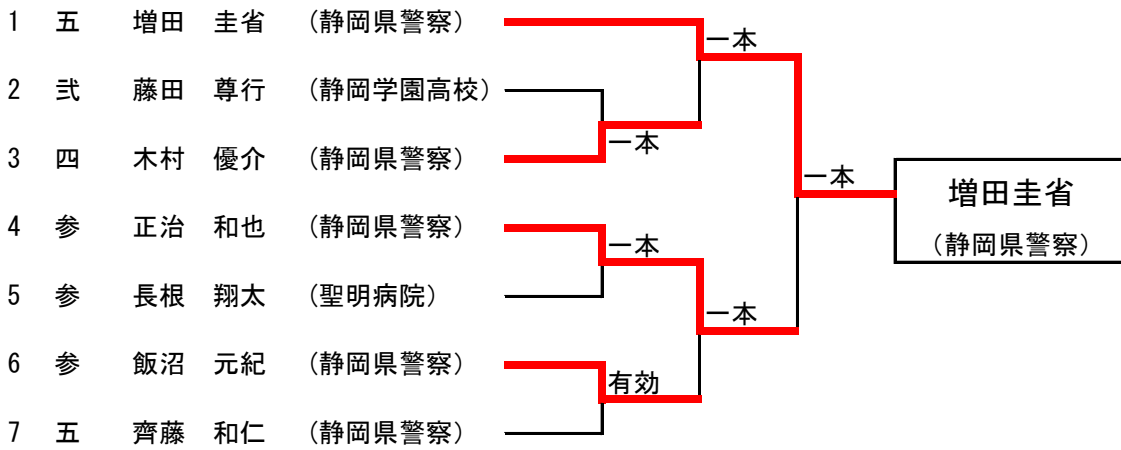 1 五 増田 圭省 (静岡県警察)
一本
2 弐 藤田 尊行 (静岡学園高校)
一本
3 四 木村 優介 (静岡県警察)
一本
増田圭省
(静岡県警察)
4 参 正治 和也 (静岡県警察)
一本
5 参 長根 翔太 (聖明病院)
一本
6 参 飯沼 元紀 (静岡県警察)
有効
7 五 齊藤 和仁 (静岡県警察)